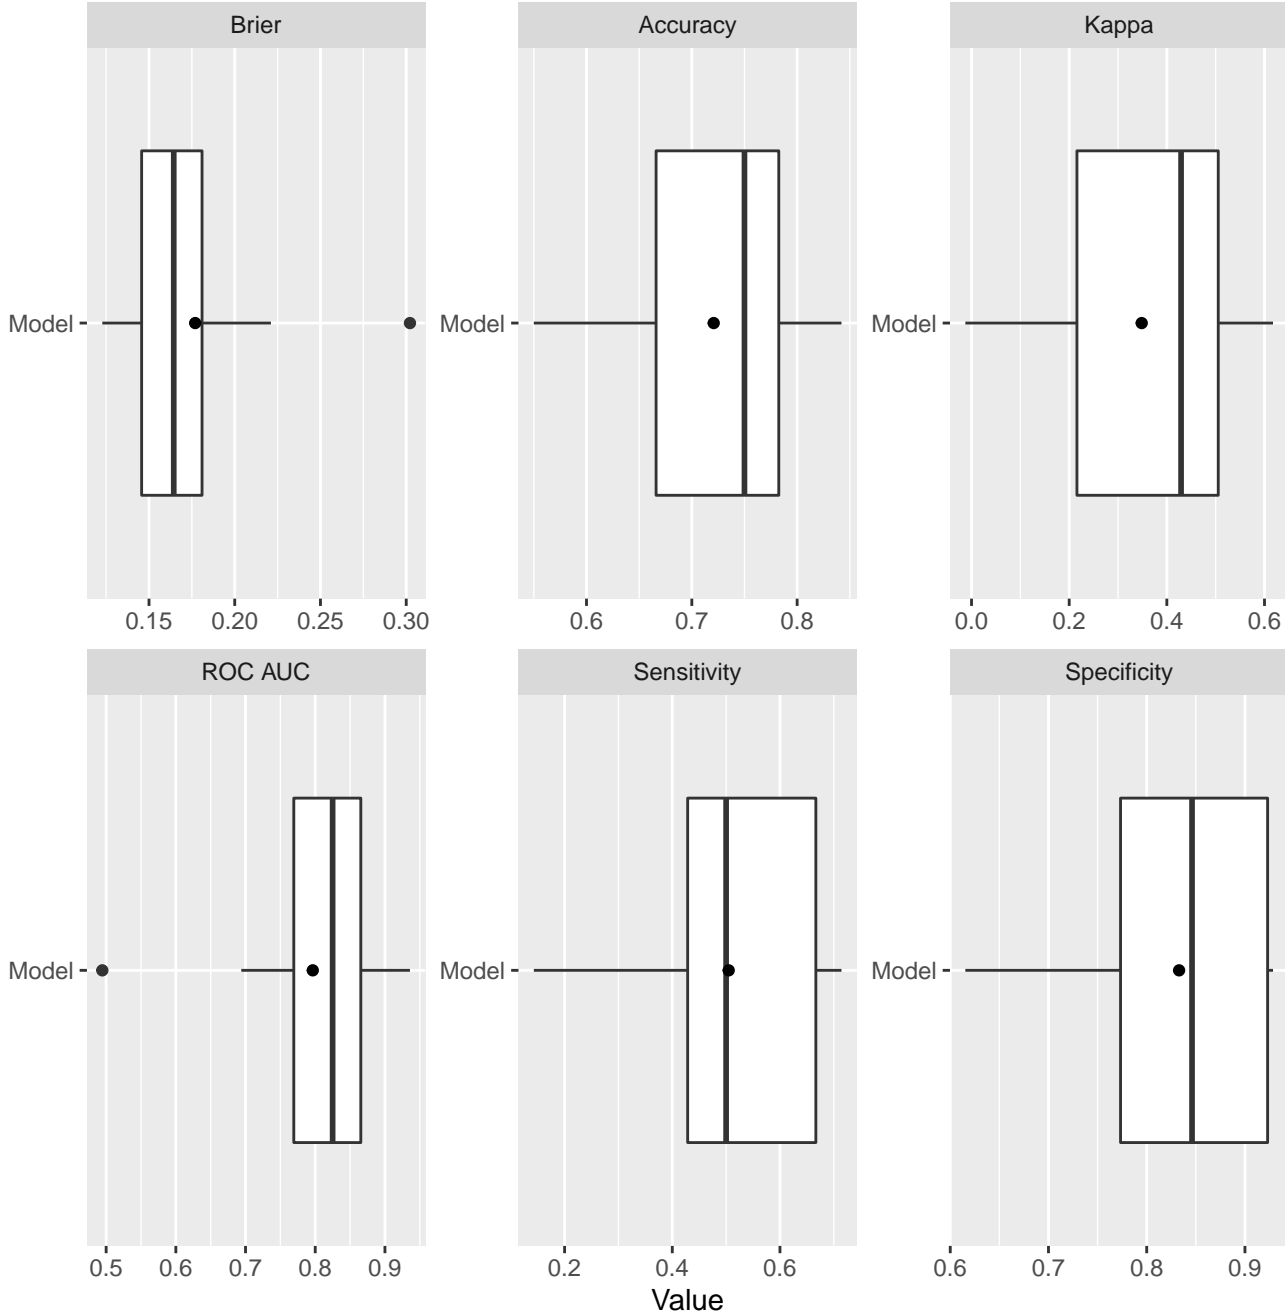 Brier Accuracy Kappa
Model Model Model
0.15 0.20 0.25 0.30 0.6 0.7 0.8 0.0 0.2 0.4 0.6
ROC AUC Sensitivity Specificity
Model Model Model
0.5 0.6 0.7 0.8 0.9 0.2 0.4 0.6 0.6 0.7 0.8 0.9
Value